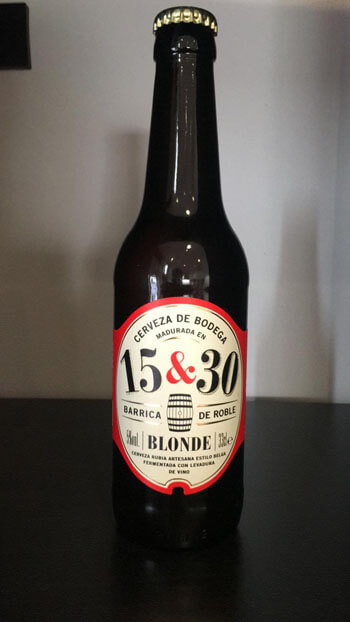 CERVEZA DE BODEGA
MADURADA EN
15 & 30
BARRICA DE ROBLE
BLONDE 33cl e
CERVEZA RUBIA ARTESANA ESTILO BELGA
FERMENTADA CON LEVADURA
DE VINO